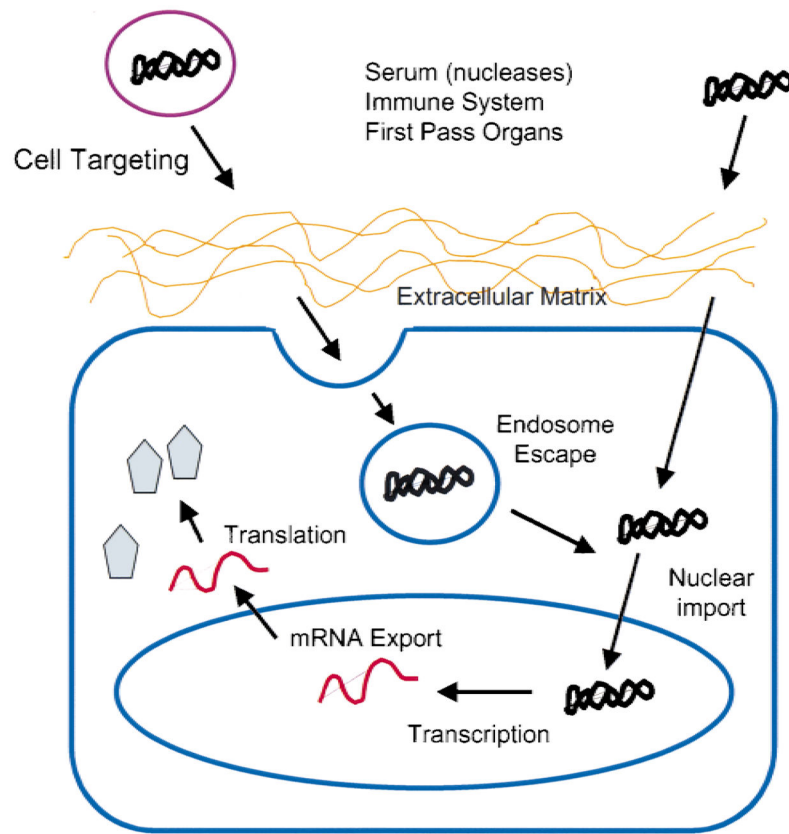 Serum (nucleases)
Immune System
First Pass Organs
Cell Targeting
Extracellular Matrix
Endosome
Escape
Translation
Nuclear
import
mRNA Export
Transcription